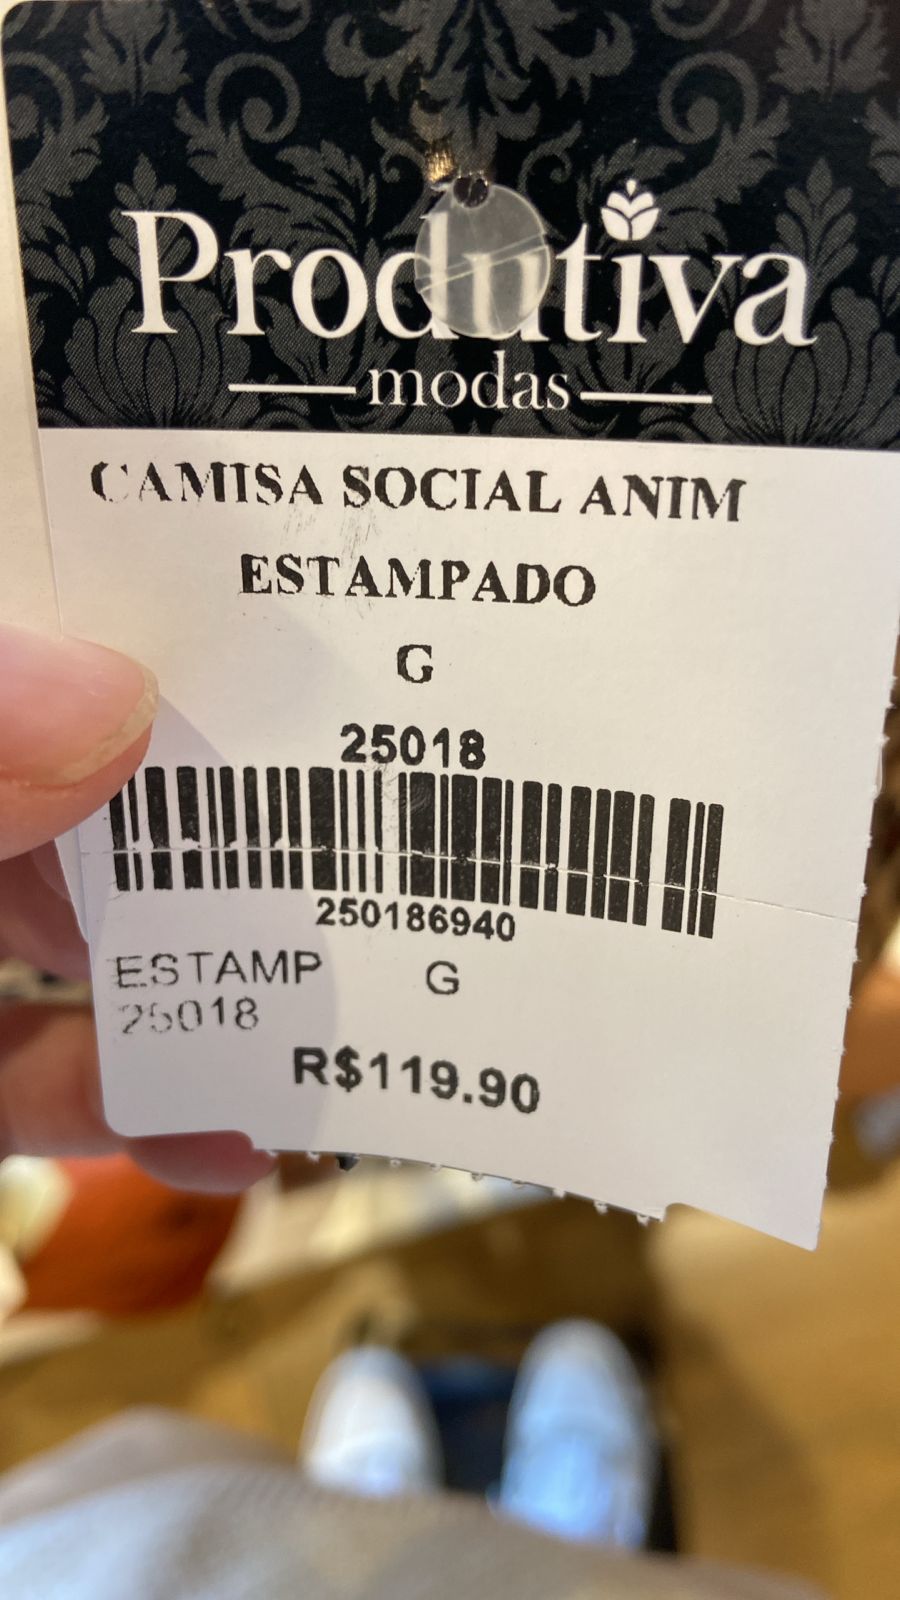 Produtiva
modas
CAMISA SOCIAL ANIM
ESTAMPADO
G
25018
250186940
ESTAMP G
25018
R$119.90